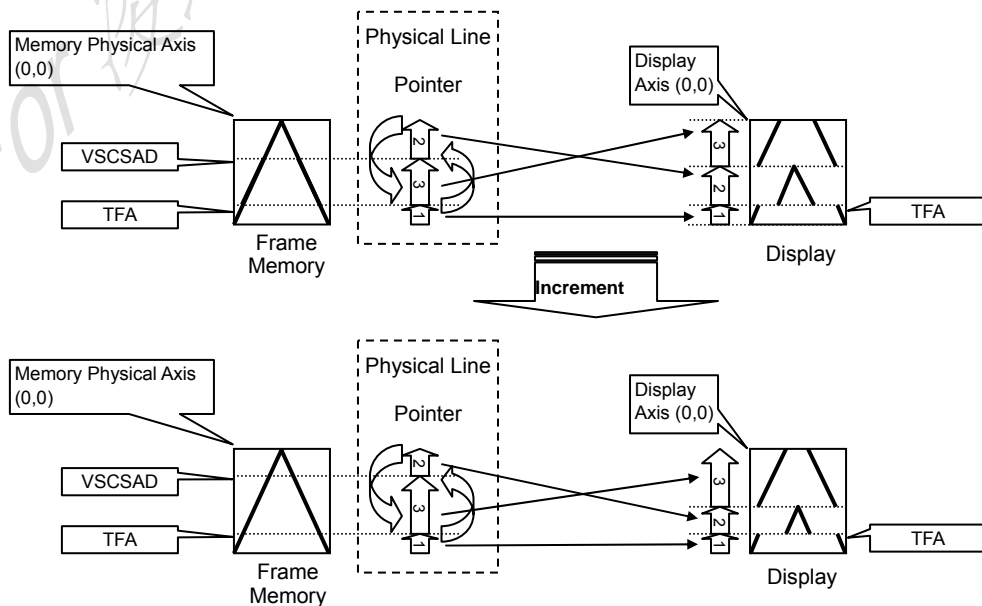 Memory Physical Axis
(0,0)
Physical Line
Pointer
Display
Axis (0,0)
VSCSAD
TFA
2
3
1
3
2
1
TFA
Frame
Memory
Display
Increment
Memory Physical Axis
(0,0)
Physical Line
Pointer
Display
Axis (0,0)
VSCSAD
TFA
2
3
1
3
2
1
TFA
Frame
Memory
Display